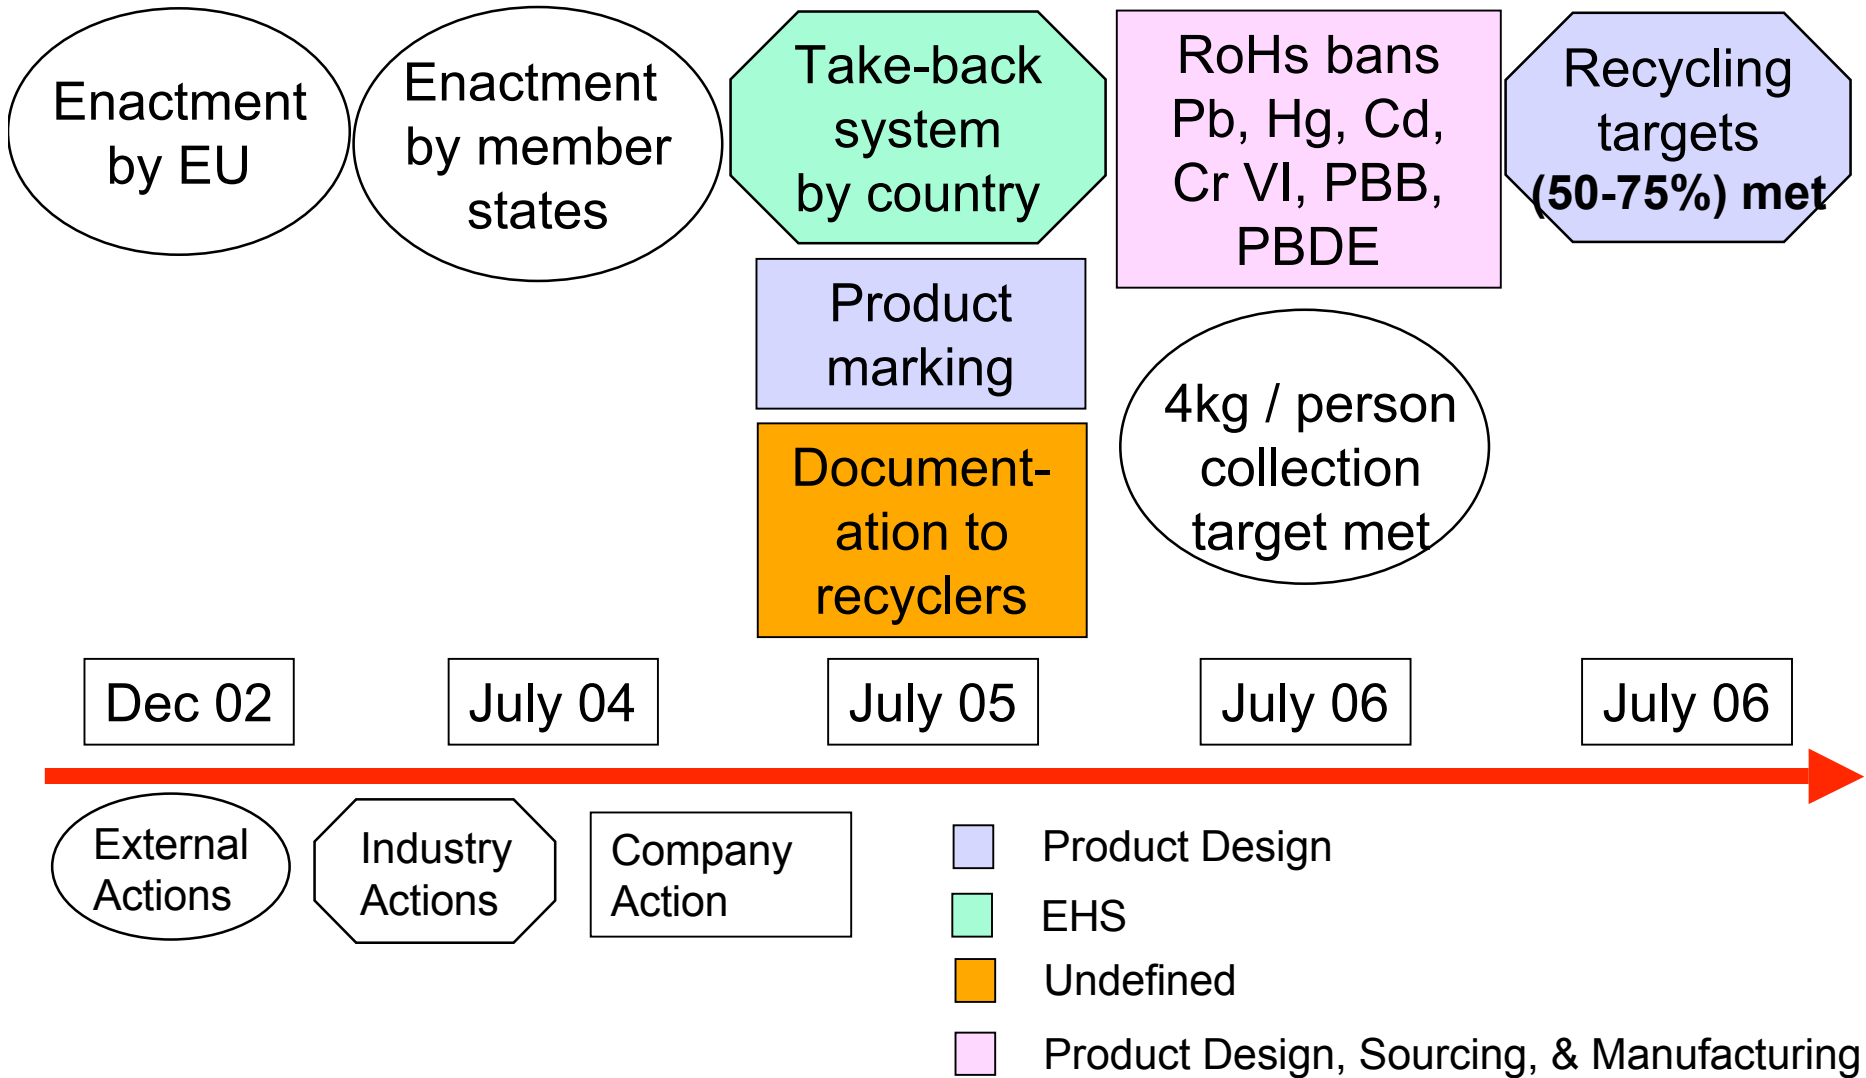 Enactment
by EU
Enactment
by member
states
Take-back
system
by country
Product
marking
Document-
ation to
recyclers
RoHs bans
Pb, Hg, Cd,
Cr VI, PBB,
PBDE
4kg / person
collection
target met
Recycling
targets
(50-75%) met
Dec 02
July 04
July 05
July 06
July 06
External
Actions
Industry
Actions
Company
Action
Product Design
EHS
Undefined
Product Design, Sourcing, & Manufacturing